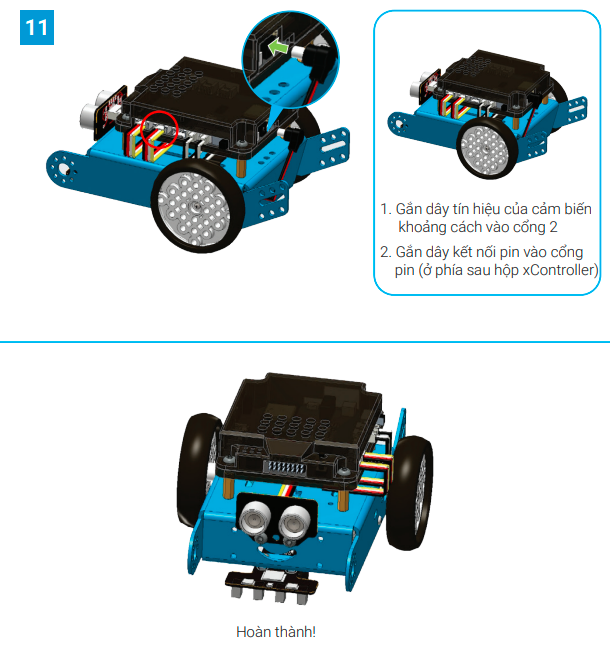 11
1. Gắn dây tín hiệu của cảm biến
khoảng cách vào cổng 2
2. Gắn dây kết nối pin vào cổng
pin (ở phía sau hộp xController)
Hoàn thành!